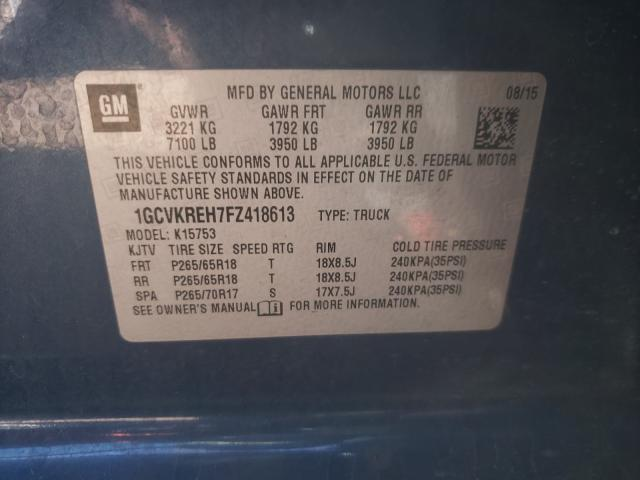 GM
MFD BY GENERAL MOTORS LLC 08/15
GVWR GAWR FRT GAWR RR
3221 KG 1792 KG 1792 KG
7100 LB 3950 LB 3950 LB
THIS VEHICLE CONFORMS TO ALL APPLICABLE U.S. FEDERAL MOTOR
VEHICLE SAFETY STANDARDS IN EFFECT ON THE DATE OF
MANUFACTURE SHOWN ABOVE.
1GCVKREH7FZ418613 TYPE: TRUCK
MODEL: K15753
KJTV TIRE SIZE SPEED RTG RIM COLD TIRE PRESSURE
FRT P265/65R18 T 18X8.5J 240KPA(35PSI)
RR P265/65R18 T 18X8.5J 240KPA(35PSI)
SPA P265/70R17 S 17X7.5J 240KPA(35PSI)
SEE OWNER'S MANUAL FOR MORE INFORMATION.